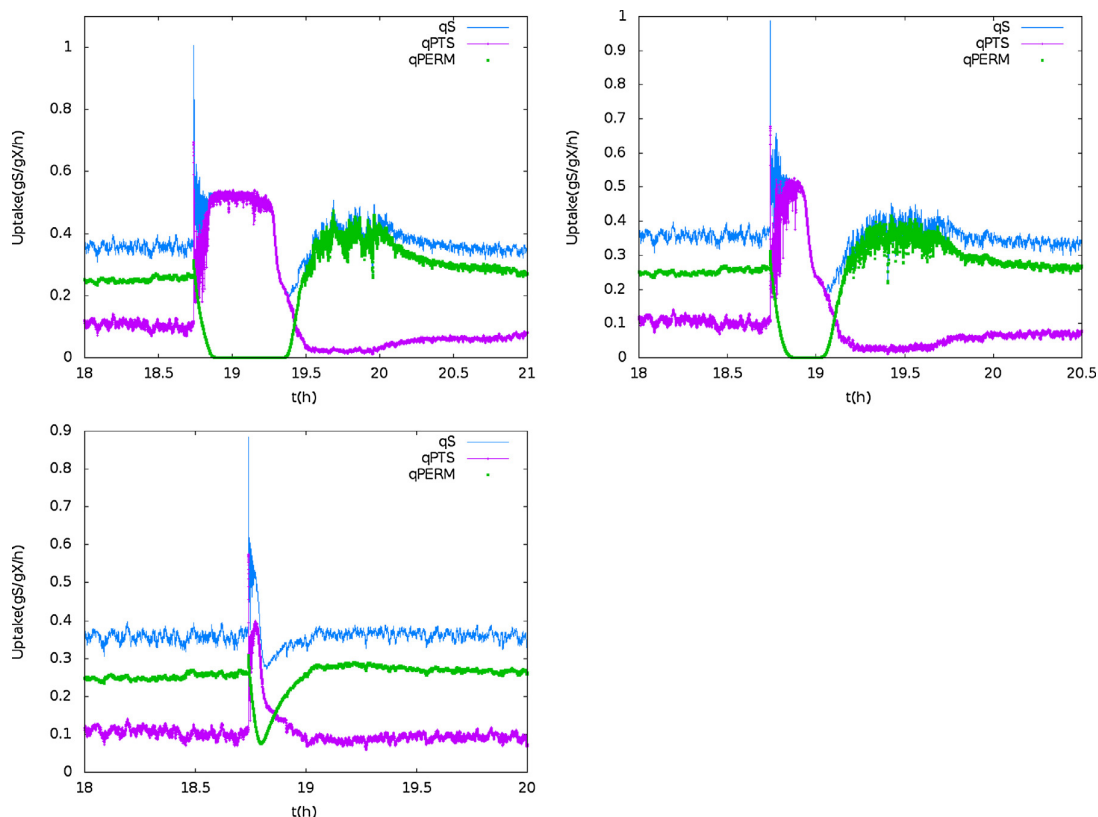 qS
qPTS
qPERM
Uptake(gS/gX/h)
1
0.8
0.6
0.4
0.2
0
18 18.5 19 19.5 20 20.5 21
t(h)
qS
qPTS
qPERM
Uptake(gS/gX/h)
1
0.9
0.8
0.7
0.6
0.5
0.4
0.3
0.2
0.1
0
18 18.5 19 19.5 20 20.5
t(h)
qS
qPTS
qPERM
Uptake(gS/gX/h)
0.9
0.8
0.7
0.6
0.5
0.4
0.3
0.2
0.1
0
18 18.5 19 19.5 20
t(h)